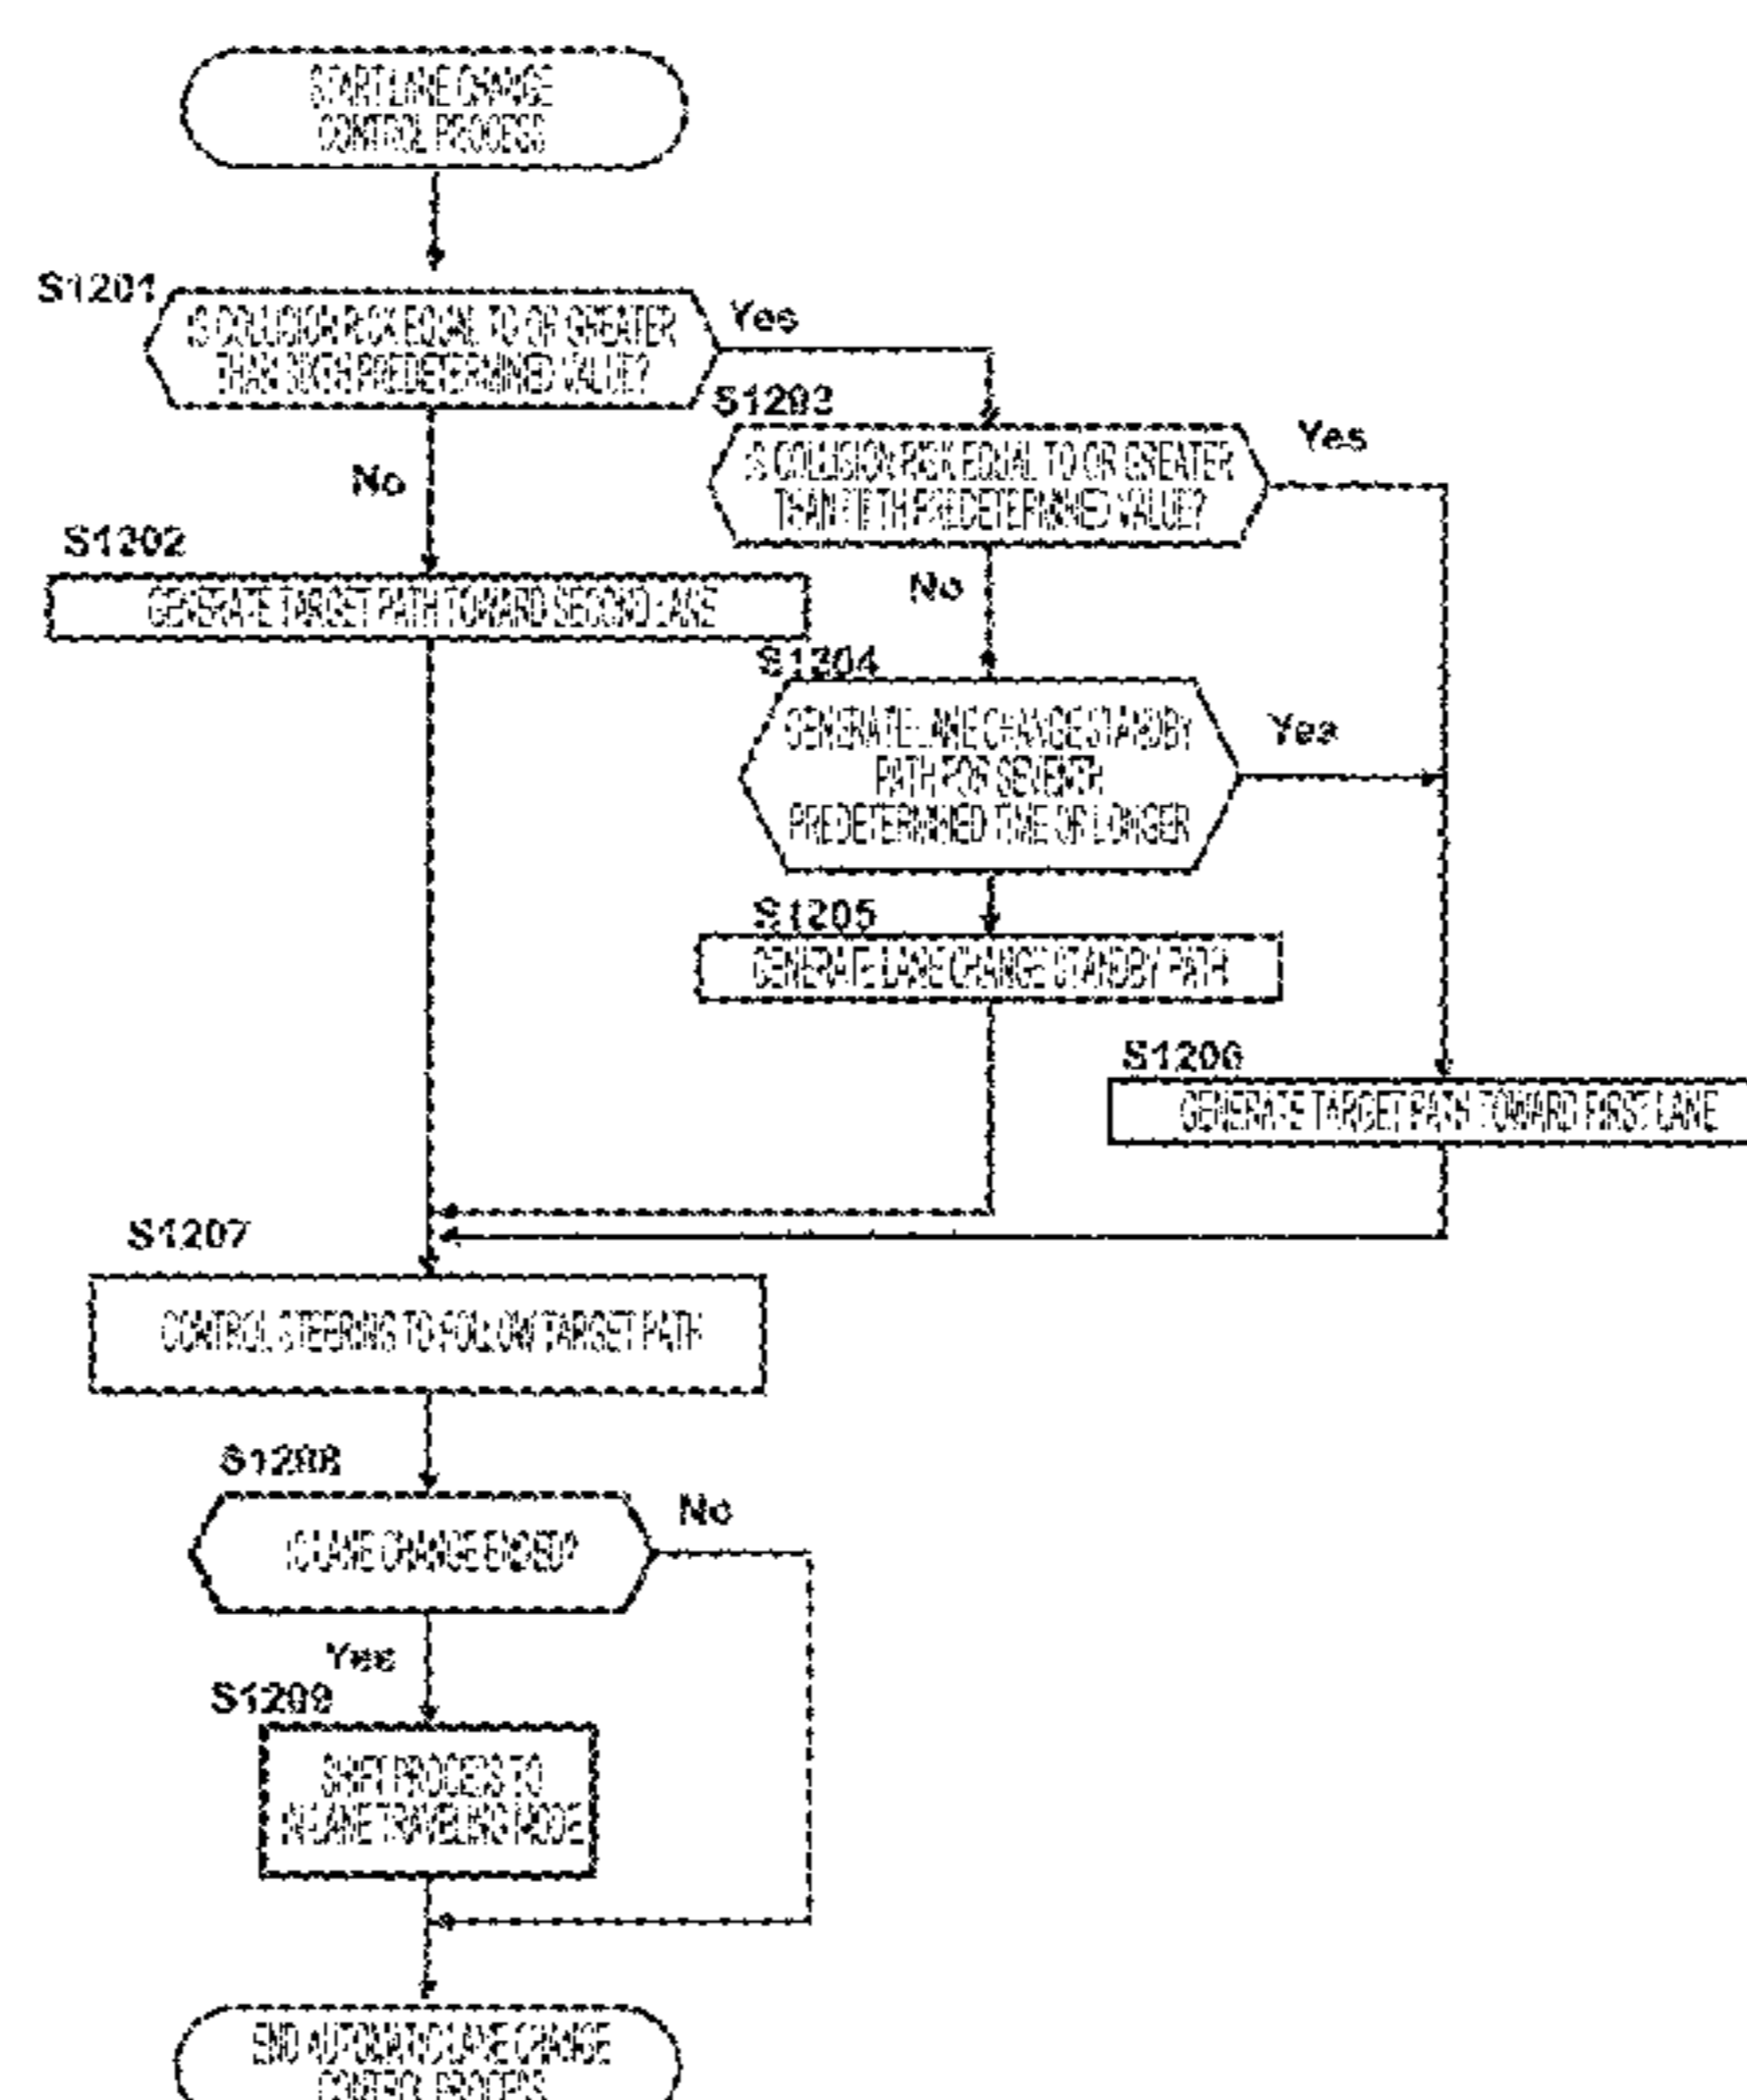 START LANE CHANGE
CONTROL PROCESS
S1201
IS COLLISION RISK EQUAL TO OR GREATER
THAN SIXTH PREDETERMINED VALUE?
Yes
S1203
IS COLLISION RISK EQUAL TO OR GREATER
THAN FIFTH PREDETERMINED VALUE?
Yes
No
S1202
GENERATE TARGET PATH TOWARD SECOND LANE
No
S1204
GENERATE LANE CHANGE STANDBY
PATH FOR SEVENTH
PREDETERMINED TIME OR LONGER
Yes
S1205
GENERATE LANE CHANGE STANDBY PATH
S1206
GENERATE TARGET PATH TOWARD FIRST LANE
S1207
CONTROL STEERING TO FOLLOW TARGET PATH
S1208
IS LANE CHANGE ENDED?
No
Yes
S1209
SHIFT PROCESS TO
IN-LANE TRAVELING MODE
END AUTOMATIC LANE CHANGE
CONTROL PROCESS